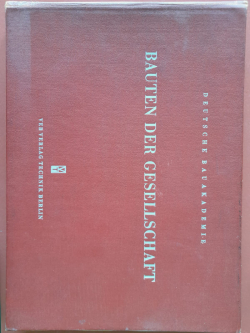 DEUTSCHE BAUAKADEMIE
BAUTEN DER GESELLSCHAFT
VEB VERLAG TECHNIK BERLIN